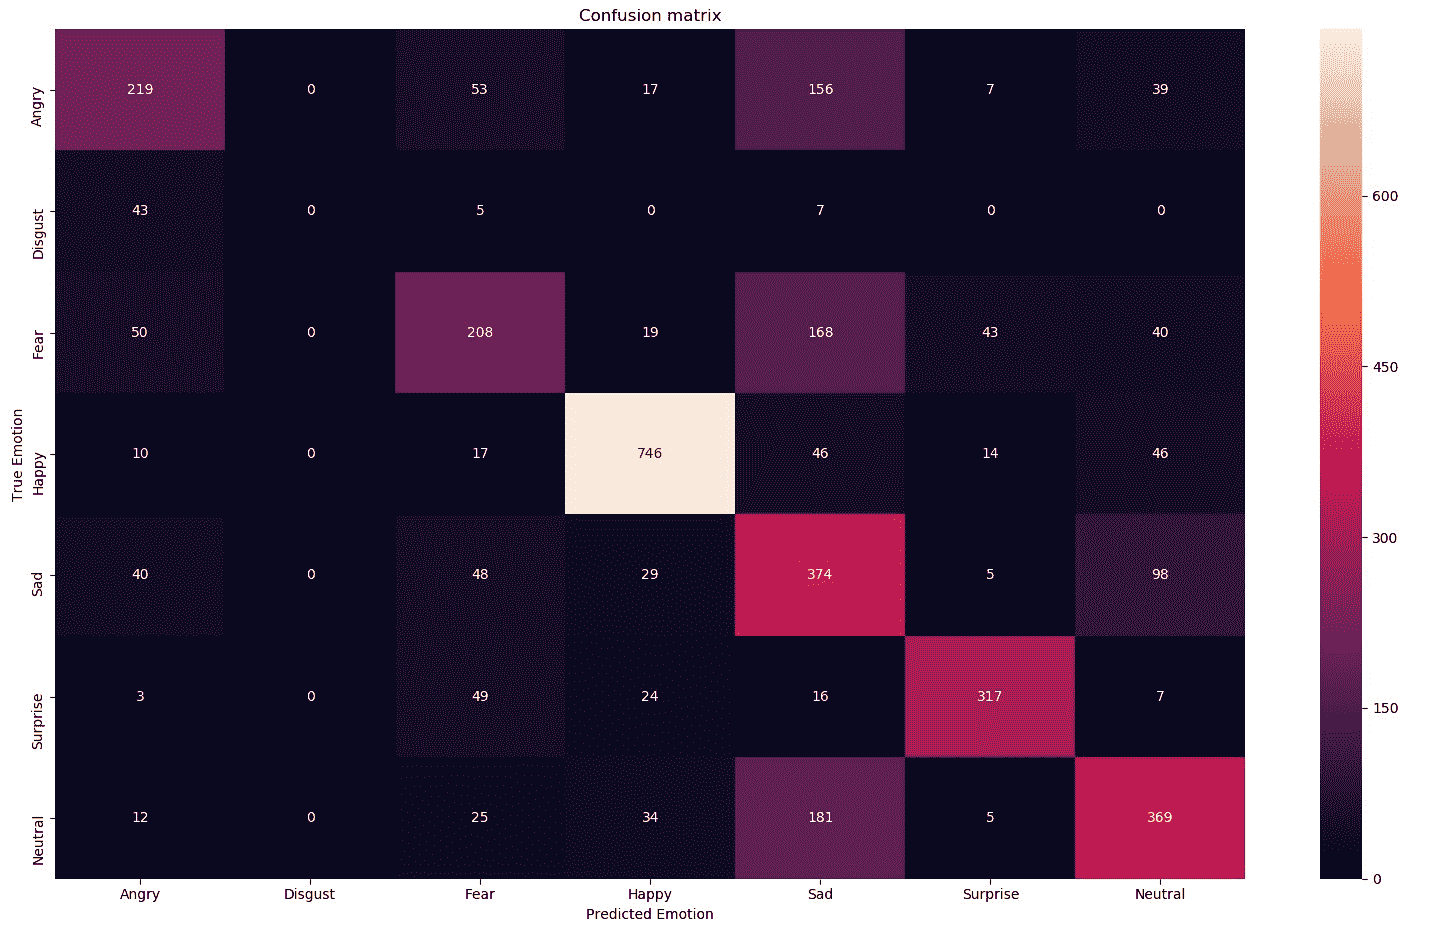 Confusion matrix
Angry 219 0 53 17 156 7 39
Disgust 43 0 5 0 7 0 0
Fear 50 0 208 19 168 43 40
Happy 10 0 17 746 46 14 46
Sad 40 0 48 29 374 5 98
Surprise 3 0 49 24 16 317 7
Neutral 12 0 25 34 181 5 369
True Emotion
Angry Disgust Fear Happy Sad Surprise Neutral
Predicted Emotion
600
450
300
150
0